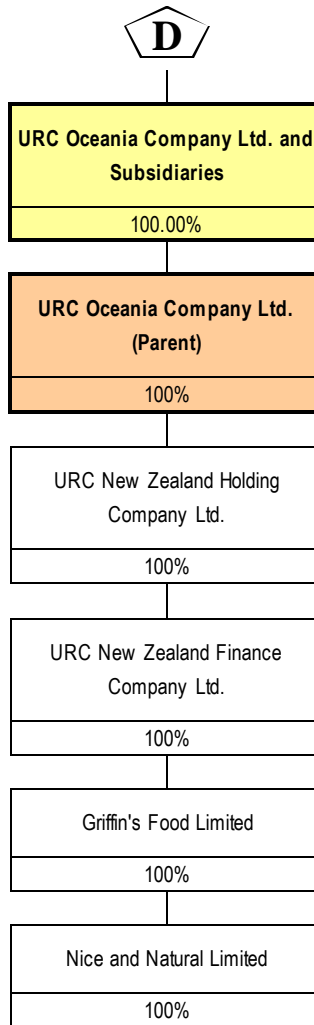 D
URC Oceania Company Ltd. and
Subsidiaries
100.00%
URC Oceania Company Ltd.
(Parent)
100%
URC New Zealand Holding
Company Ltd.
100%
URC New Zealand Finance
Company Ltd.
100%
Griffin's Food Limited
100%
Nice and Natural Limited
100%